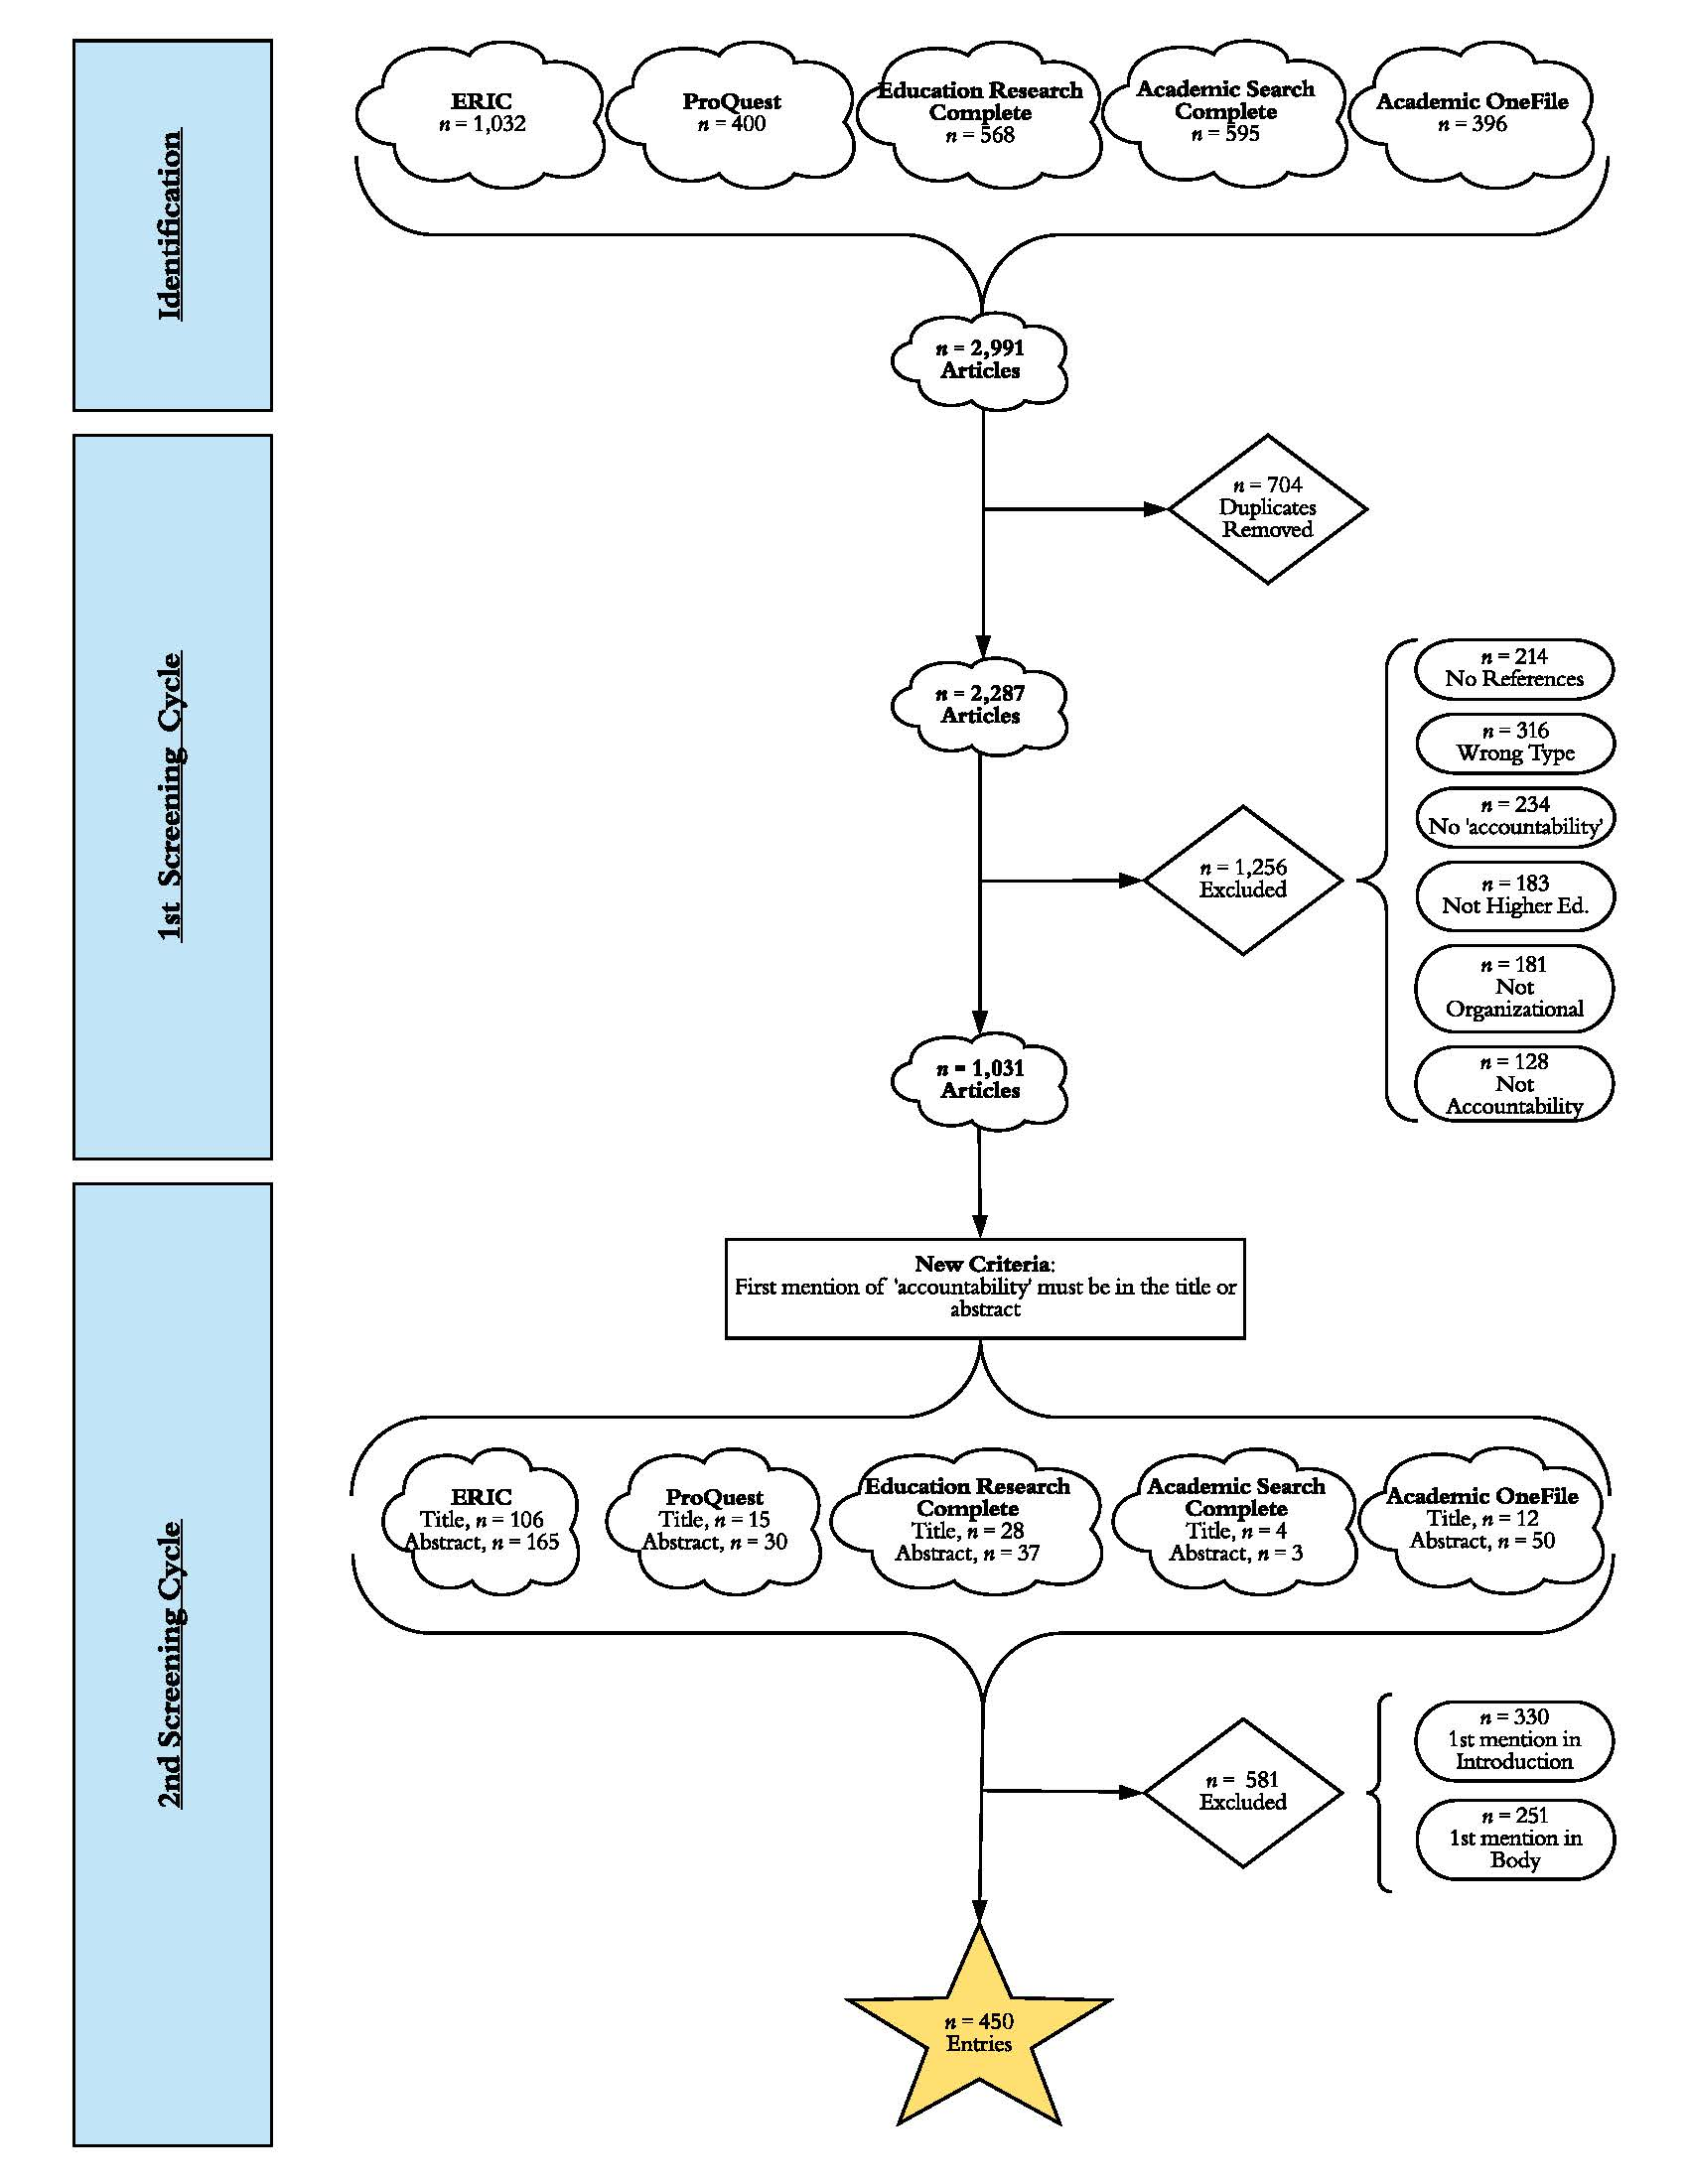 Identification
ERIC
n = 1,032
ProQuest
n = 400
Education Research
Complete
n = 568
Academic Search
Complete
n = 595
Academic OneFile
n = 396
n = 2,991
Articles
1st Screening Cycle
n = 704
Duplicates
Removed
n = 2,287
Articles
n = 1,256
Excluded
n = 214
No References
n = 316
Wrong Type
n = 234
No 'accountability'
n = 183
Not Higher Ed.
n = 181
Not
Organizational
n = 128
Not
Accountability
n = 1,031
Articles
2nd Screening Cycle
New Criteria:
First mention of 'accountability' must be in the title or
abstract
ERIC
Title, n = 106
Abstract, n = 165
ProQuest
Title, n = 15
Abstract, n = 30
Education Research
Complete
Title, n = 28
Abstract, n = 37
Academic Search
Complete
Title, n = 4
Abstract, n = 3
Academic OneFile
Title, n = 12
Abstract, n = 50
n = 581
Excluded
n = 330
1st mention in
Introduction
n = 251
1st mention in
Body
n = 450
Entries